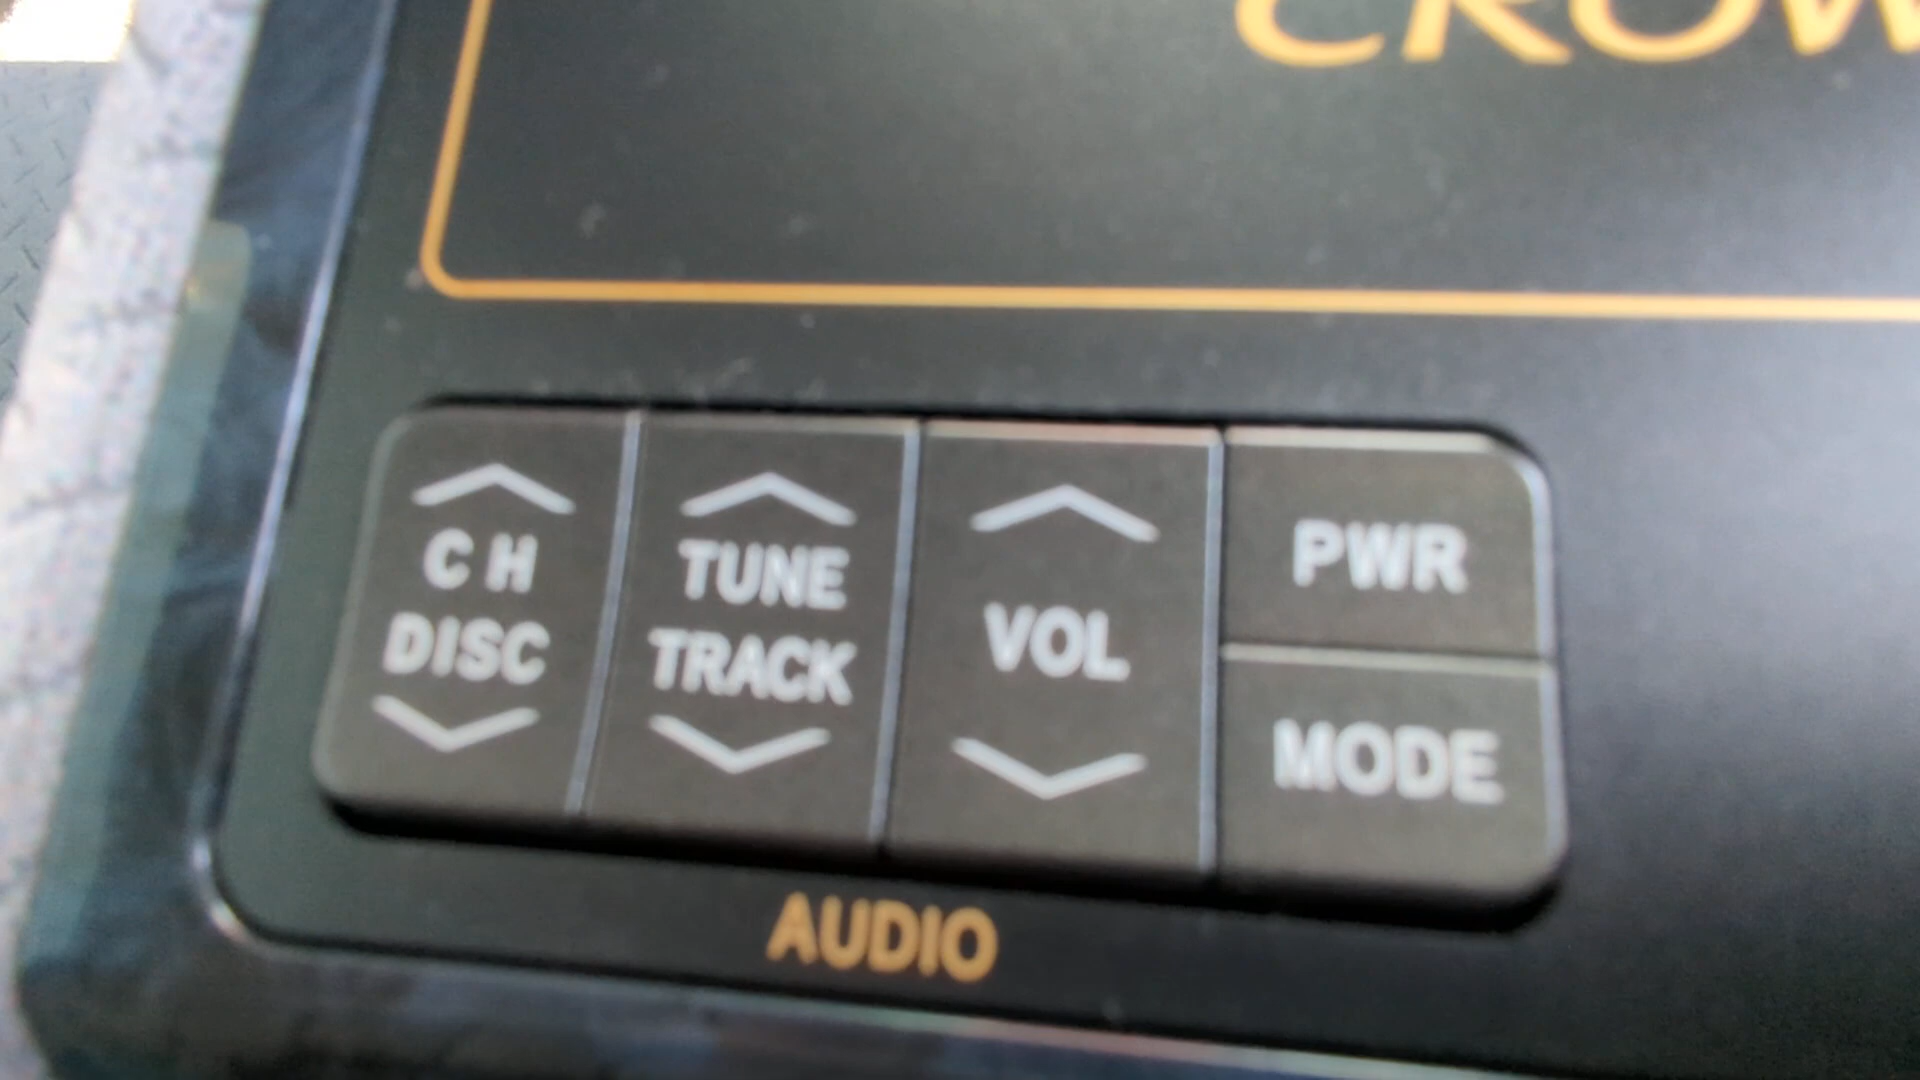 CROW
CH
DISC
TUNE
TRACK
VOL
PWR
MODE
AUDIO